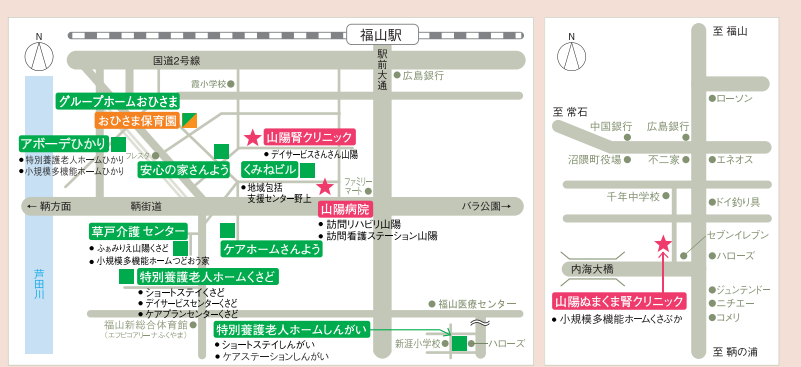 N
福山駅
国道2号線
駅前大通
●広島銀行
霞小学校●
グループホームおひさま
おひさま保育園
アポーデひかり
●特別養護老人ホームひかり
●小規模多機能ホームひかり
フレスタ●
安心の家さんよう
★山陽腎クリニック
●デイサービスさんさん山陽
くみねビル
●地域包括
支援センター野上
ファミリーマート●
山陽病院
●訪問リハビリ山陽
●訪問看護ステーション山陽
←鞆方面
鞆街道
バラ公園→
草戸介護センター
●ふぁみりえ山陽くさど
●小規模多機能ホームつどおう家
ケアホームさんよう
特別養護老人ホームくさど
●ショートステイくさど
●デイサービスセンターくさど
●ケアプランセンターくさど
芦田川
福山新総合体育館●
(エフピコアリーナふくやま)
●福山医療センター
特別養護老人ホームしんがい
●ショートステイしんがい
●ケアステーションしんがい
新涯小学校●
●ハローズ
N
至 福山
●ローソン
至 常石
中国銀行
広島銀行
沼隈町役場●
不二家●
●エネオス
千年中学校●
●ドイ釣り具
セブンイレブン
●ハローズ
内海大橋
山陽ぬまくま腎クリニック
●小規模多機能ホームくさぶか
●ジュンテンドー
●ニチエー
●コメリ
至 鞆の浦